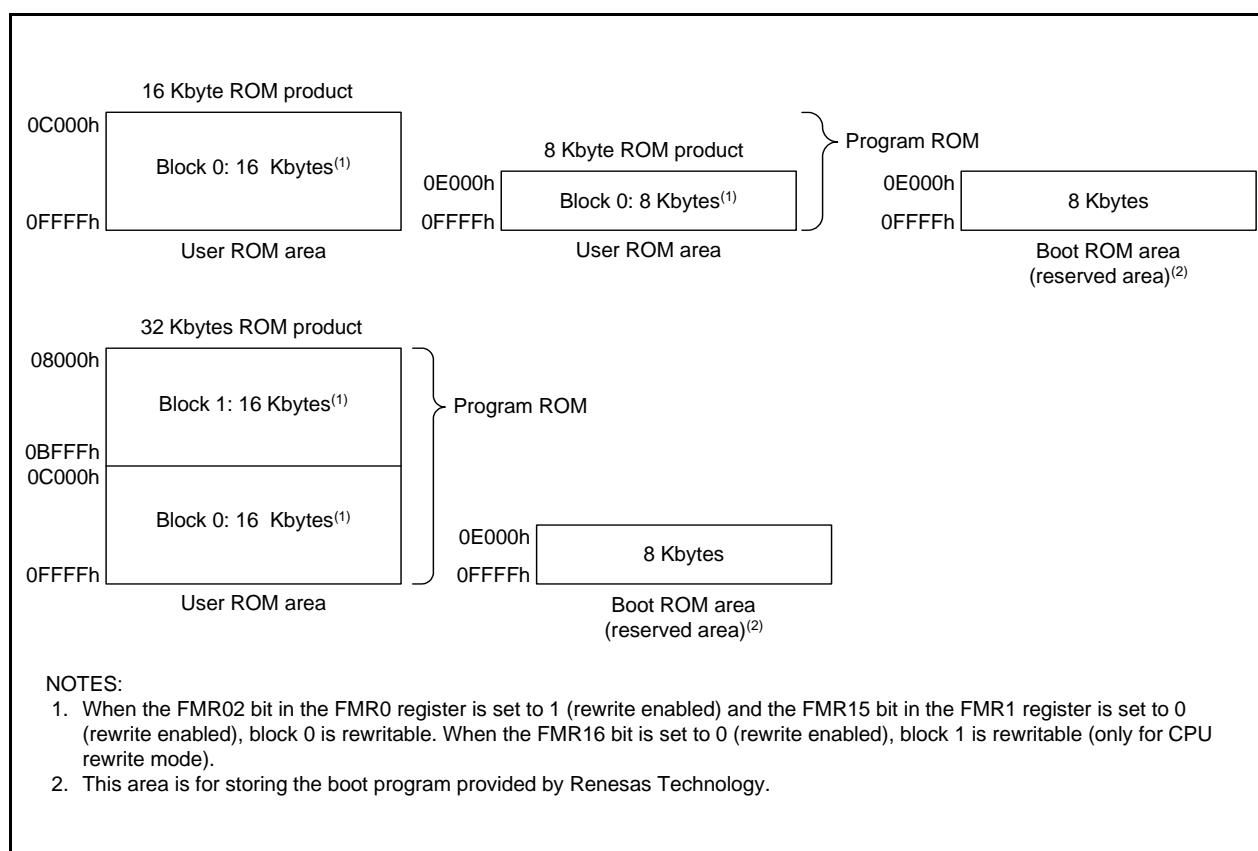 16 Kbyte ROM product
0C000h
Block 0: 16 Kbytes(1)
0FFFFh
User ROM area
8 Kbyte ROM product
0E000h
Block 0: 8 Kbytes(1)
0FFFFh
User ROM area
Program ROM
0E000h
8 Kbytes
0FFFFh
Boot ROM area
(reserved area)(2)
32 Kbytes ROM product
08000h
Block 1: 16 Kbytes(1)
0BFFFh
0C000h
Block 0: 16 Kbytes(1)
0FFFFh
User ROM area
Program ROM
0E000h
8 Kbytes
0FFFFh
Boot ROM area
(reserved area)(2)
NOTES:
1. When the FMR02 bit in the FMR0 register is set to 1 (rewrite enabled) and the FMR15 bit in the FMR1 register is set to 0
(rewrite enabled), block 0 is rewritable. When the FMR16 bit is set to 0 (rewrite enabled), block 1 is rewritable (only for CPU
rewrite mode).
2. This area is for storing the boot program provided by Renesas Technology.